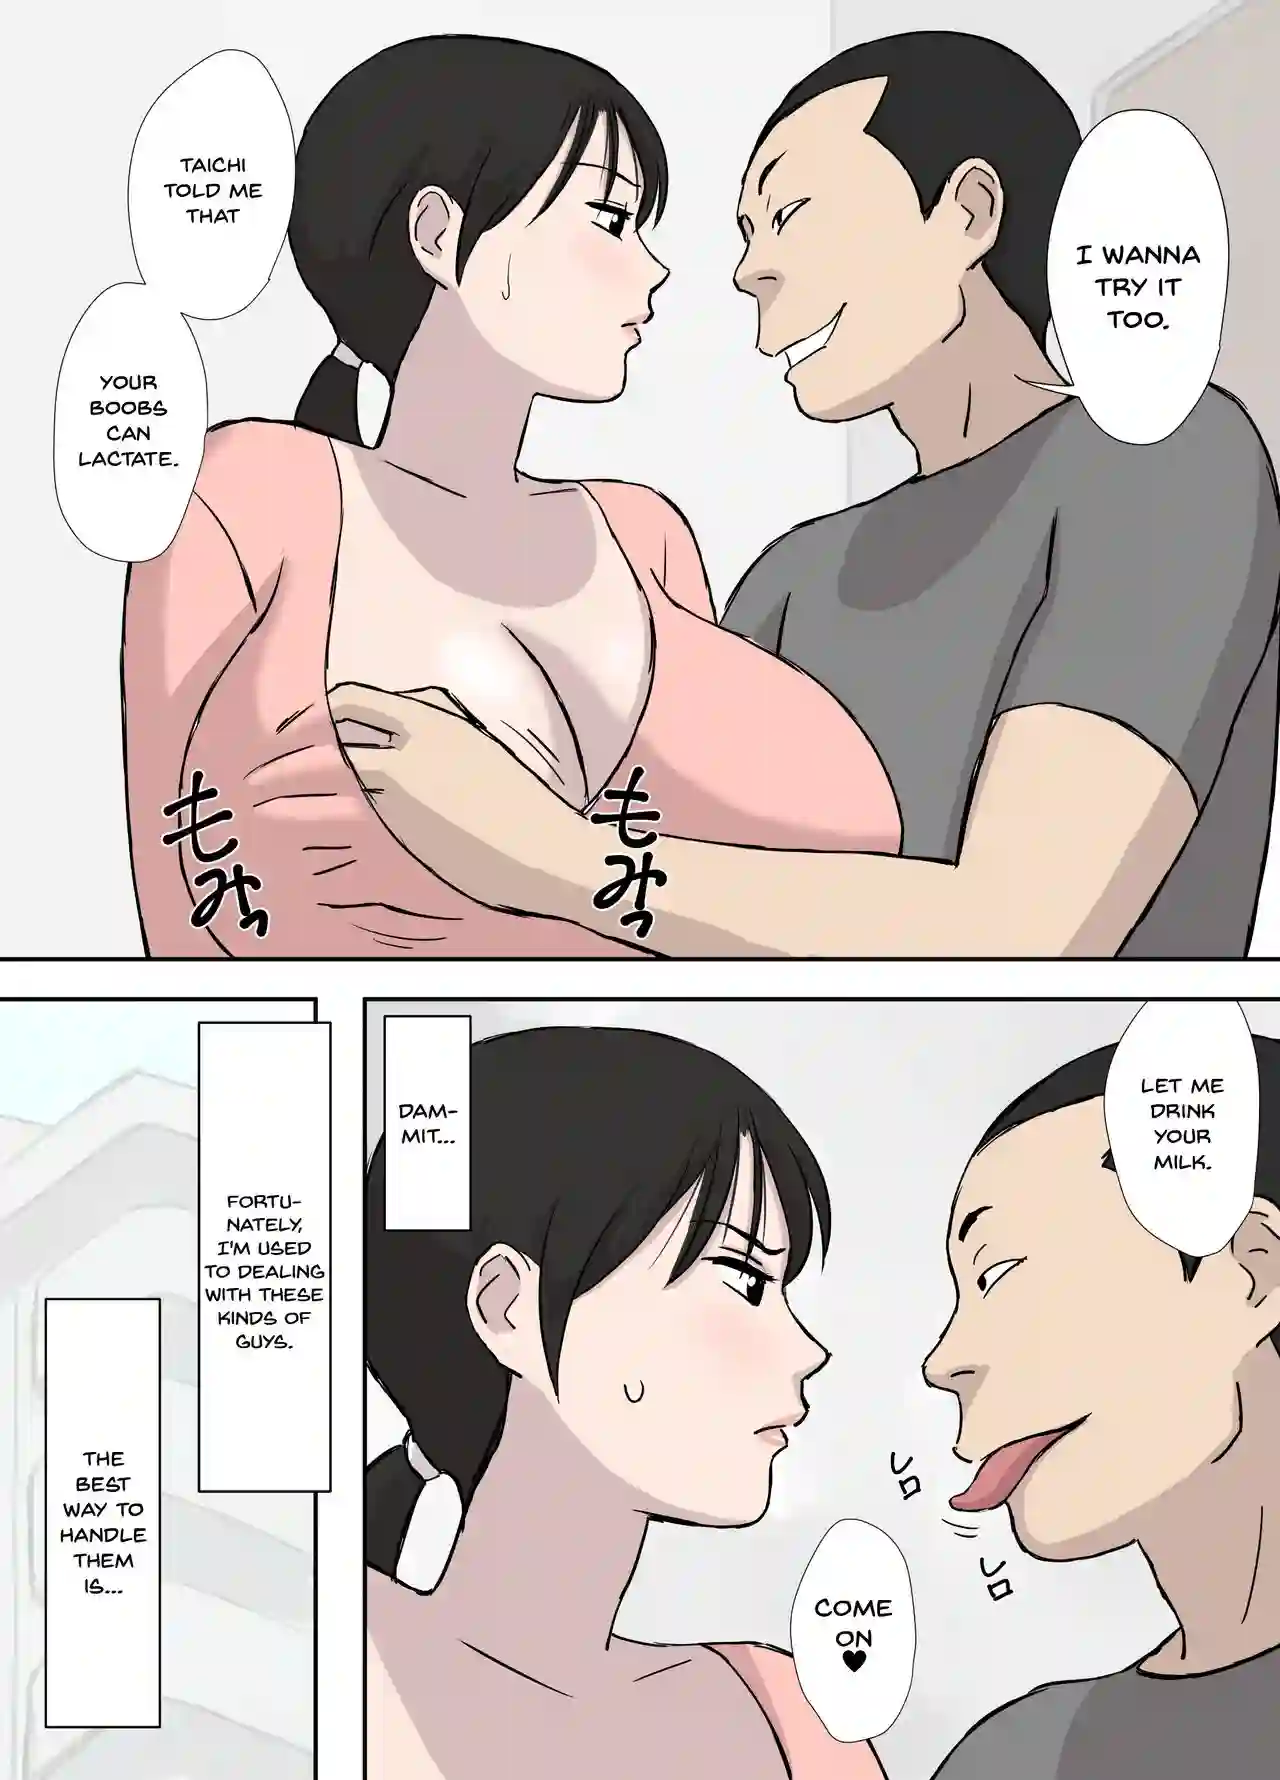 I WANNA
TRY IT
TOO.
TAICHI
TOLD ME
THAT
YOUR
BOOBS
CAN
LACTATE.
もみっ
もみっ
LET ME
DRINK
YOUR
MILK.
DAM-
MIT...
レロ
レロ
COME
ON
♥
FORTU-
NATELY,
I'M USED
TO DEALING
WITH THESE
KINDS OF
GUYS.
THE
BEST
WAY TO
HANDLE
THEM
IS...